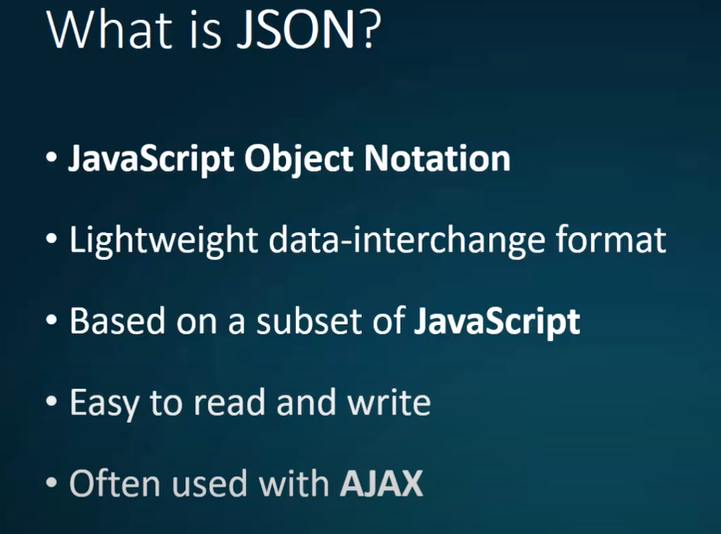 What is JSON?
• JavaScript Object Notation
• Lightweight data-interchange format
• Based on a subset of JavaScript
• Easy to read and write
• Often used with AJAX